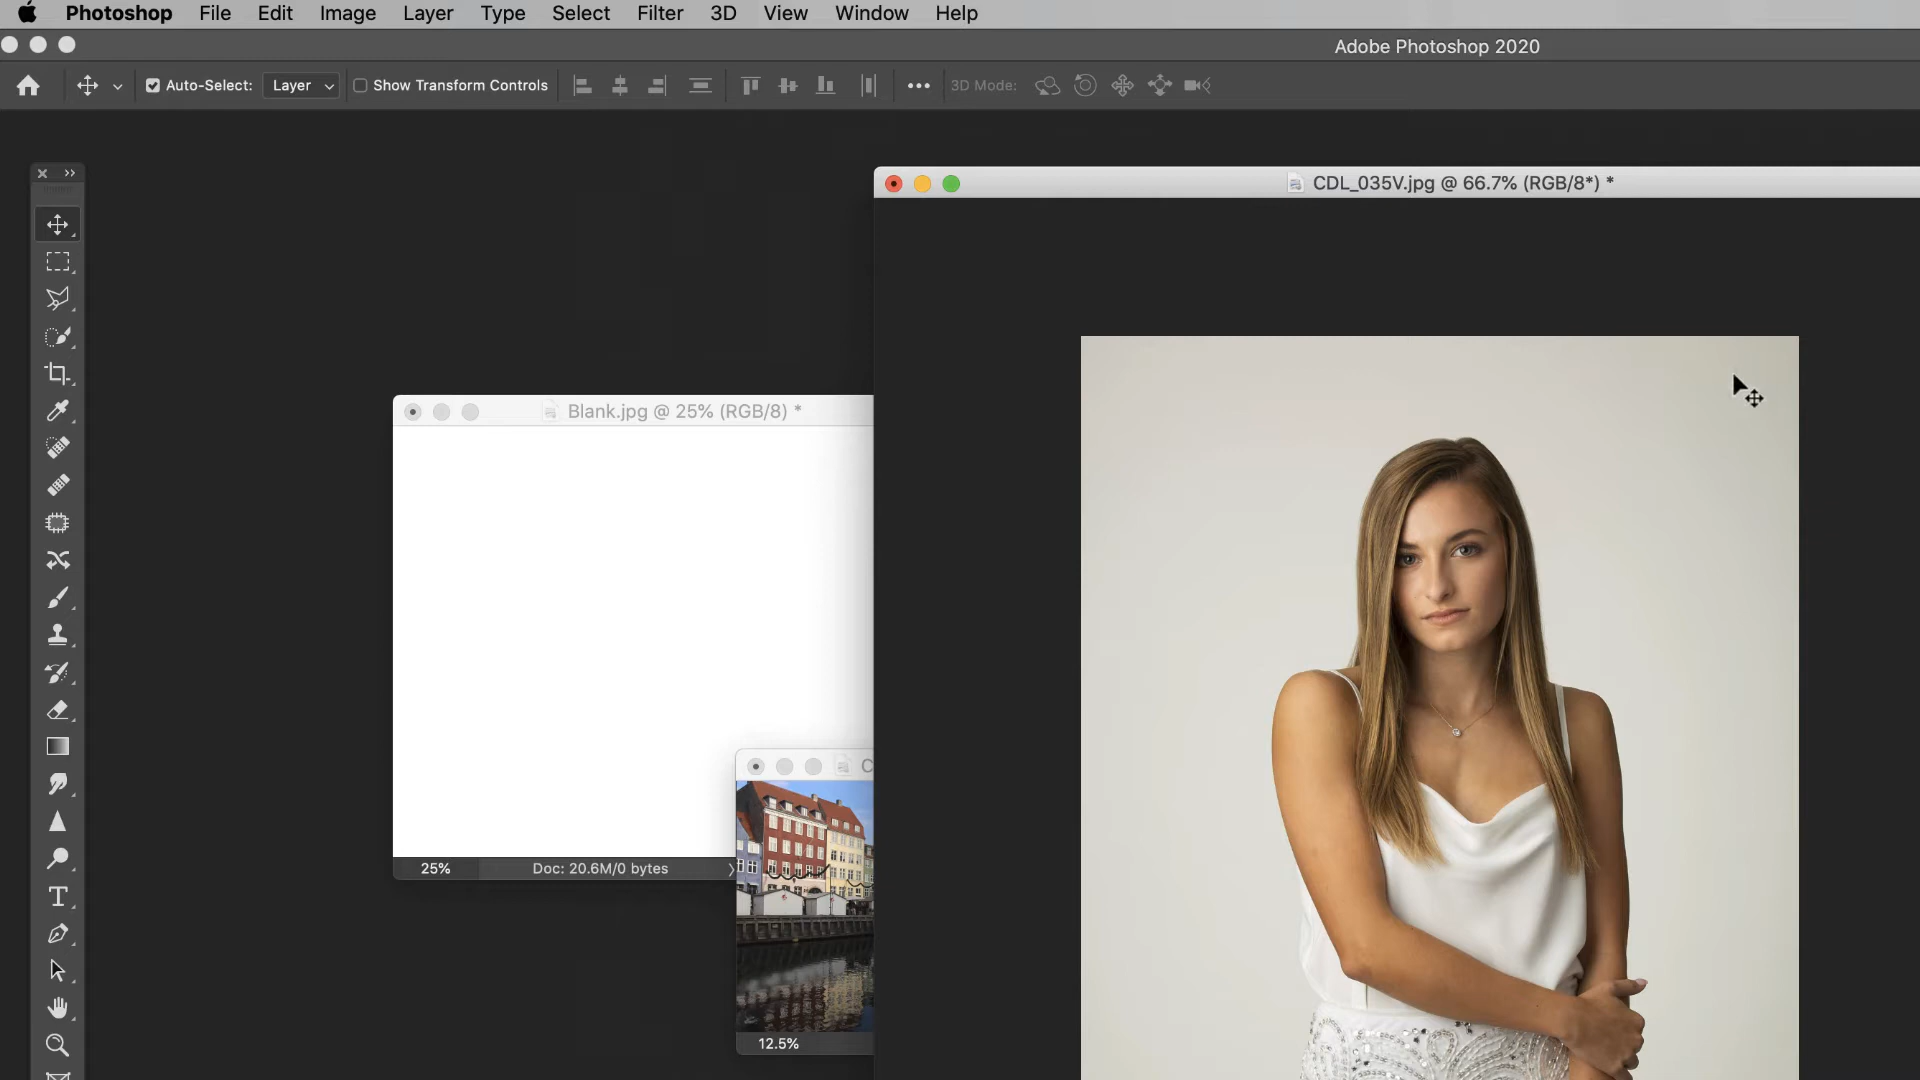 Photoshop File Edit Image Layer Type Select Filter 3D View Window Help
Adobe Photoshop 2020
Auto-Select: Layer Show Transform Controls ••• 3D Mode:
CDL_035V.jpg @ 66.7% (RGB/8*) *
Blank.jpg @ 25% (RGB/8) *
C
25% Doc: 20.6M/0 bytes
12.5%